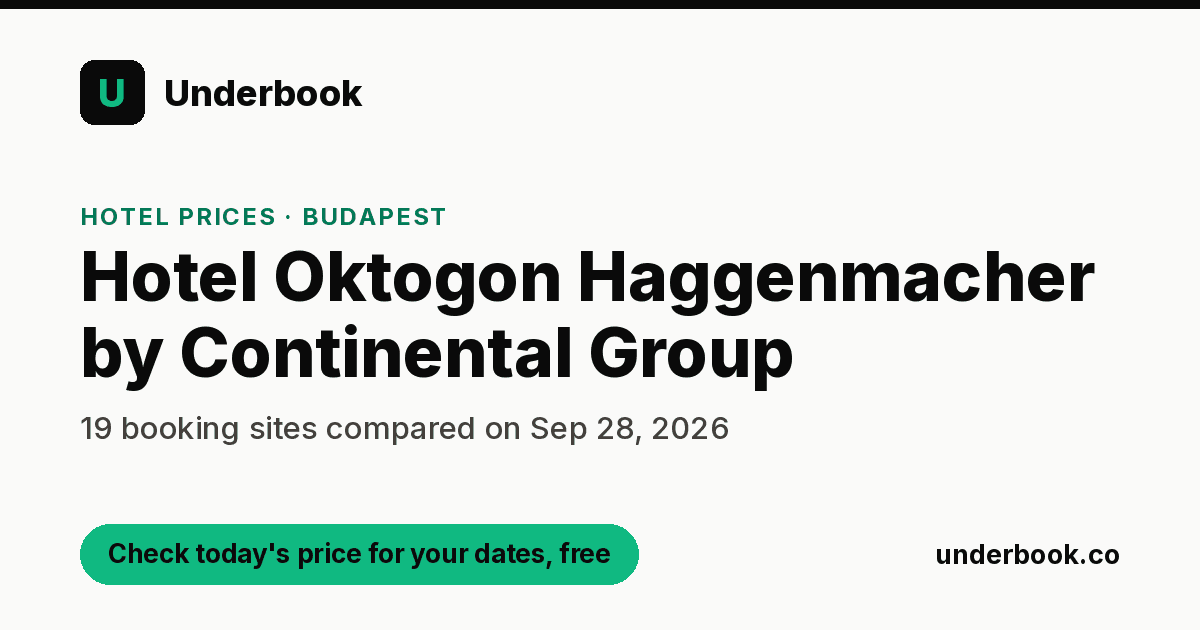 U
Underbook
HOTEL PRICES · BUDAPEST
Hotel Oktogon Haggenmacher
by Continental Group
19 booking sites compared on Sep 28, 2026
Check today's price for your dates, free
underbook.co